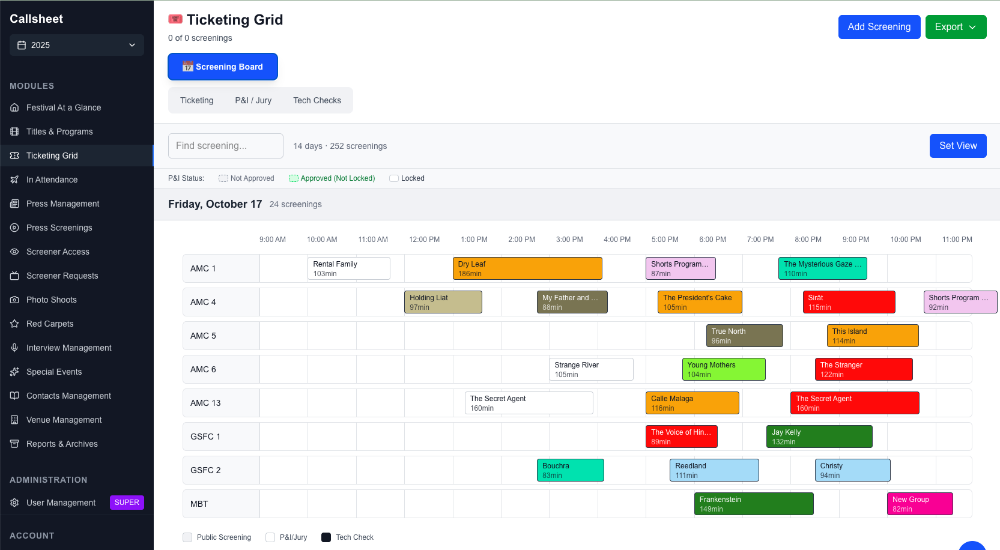 Callsheet
2025
MODULES
Festival At a Glance
Titles & Programs
Ticketing Grid
In Attendance
Press Management
Press Screenings
Screener Access
Screener Requests
Photo Shoots
Red Carpets
Interview Management
Special Events
Contacts Management
Venue Management
Reports & Archives
ADMINISTRATION
User Management SUPER
ACCOUNT
Ticketing Grid
0 of 0 screenings
Add Screening
Export
17 Screening Board
Ticketing P&I / Jury Tech Checks
Find screening...
14 days · 252 screenings
Set View
P&I Status: Not Approved Approved (Not Locked) Locked
Friday, October 17 24 screenings
9:00 AM 10:00 AM 11:00 AM 12:00 PM 1:00 PM 2:00 PM 3:00 PM 4:00 PM 5:00 PM 6:00 PM 7:00 PM 8:00 PM 9:00 PM 10:00 PM 11:00 PM
AMC 1
Rental Family
103min
Dry Leaf
186min
Shorts Program...
87min
The Mysterious Gaze ...
110min
AMC 4
Holding Liat
97min
My Father and ...
88min
The President's Cake
105min
Sirât
115min
Shorts Program ...
92min
AMC 5
True North
96min
This Island
114min
AMC 6
Strange River
105min
Young Mothers
104min
The Stranger
122min
AMC 13
The Secret Agent
160min
Calle Malaga
116min
The Secret Agent
160min
GSFC 1
The Voice of Hin...
89min
Jay Kelly
132min
GSFC 2
Bouchra
83min
Reedland
111min
Christy
94min
MBT
Frankenstein
149min
New Group
82min
Public Screening P&I/Jury Tech Check